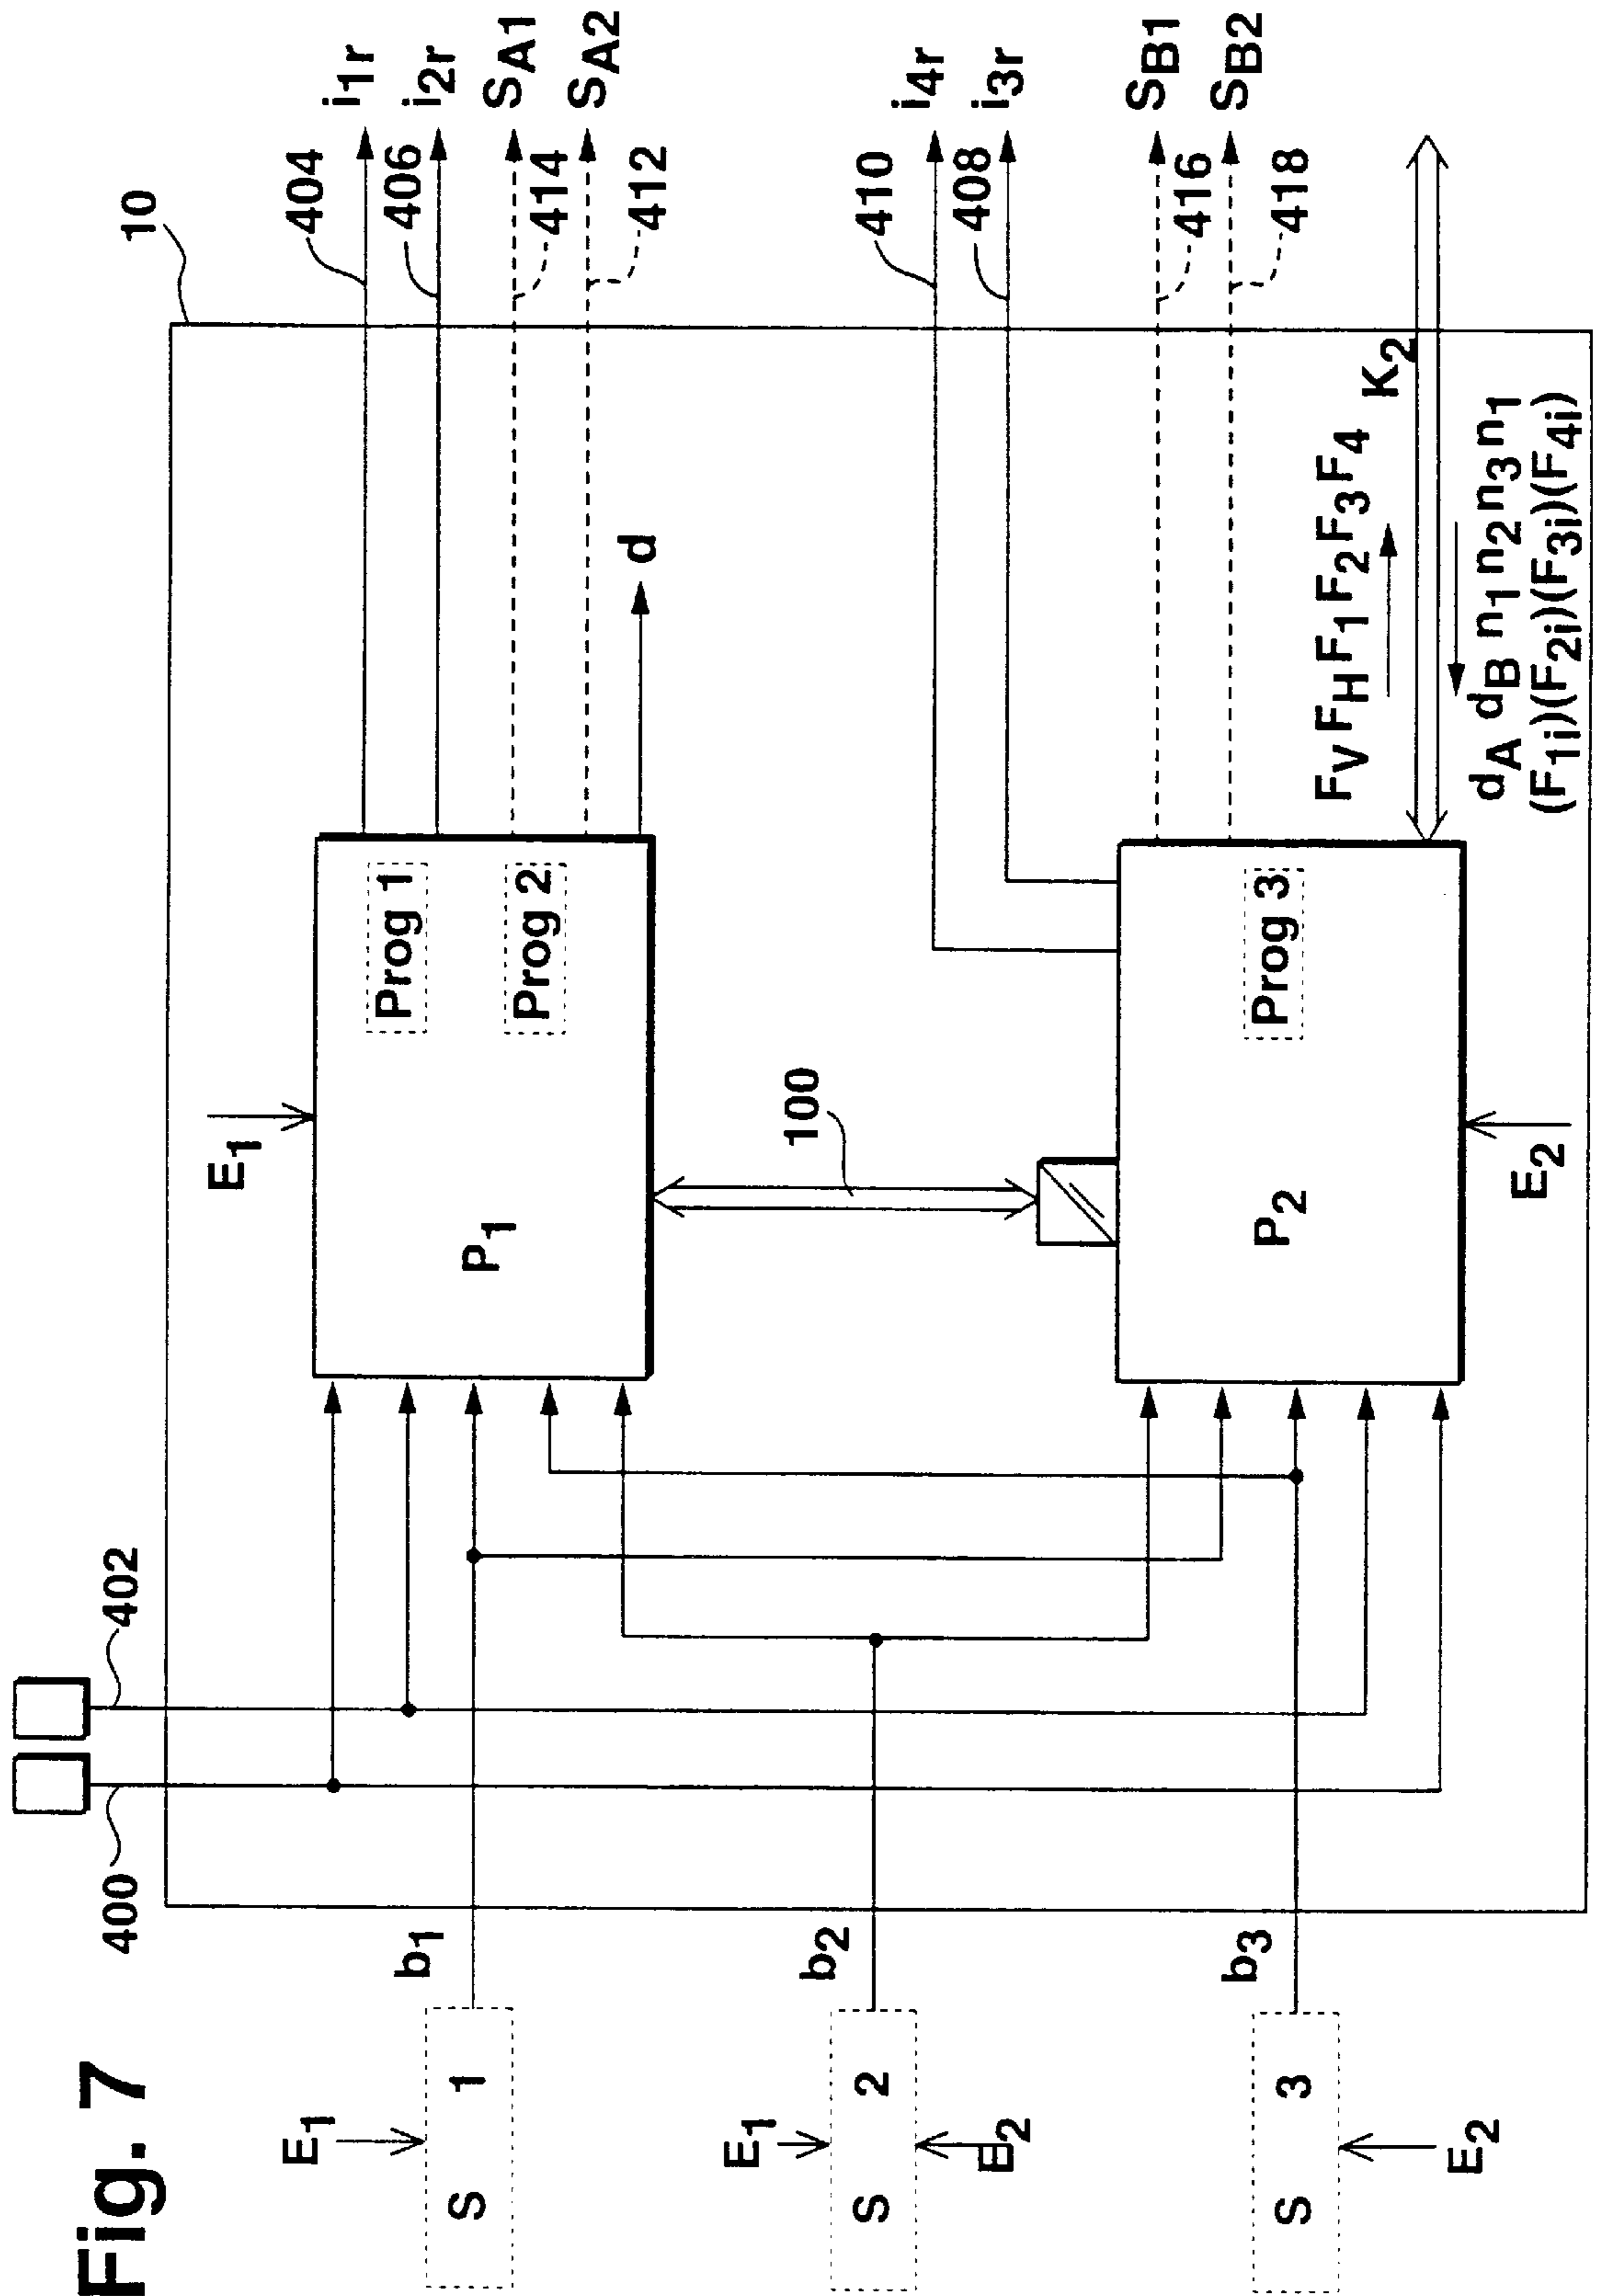 Fig. 7
400
402
10
404
406
414
412
410
408
416
418
i1r
i2r
SA1
SA2
i4r
i3r
SB1
SB2
E1
P1
Prog 1
Prog 2
d
100
P2
Prog 3
E2
K2
FV FH F1 F2 F3 F4
dA dB n1 n2 n3 n1
(F1i)(F2i)(F3i)(F4i)
b1
b2
b3
E1
S 1
E1
S 2
E2
S 3
E2